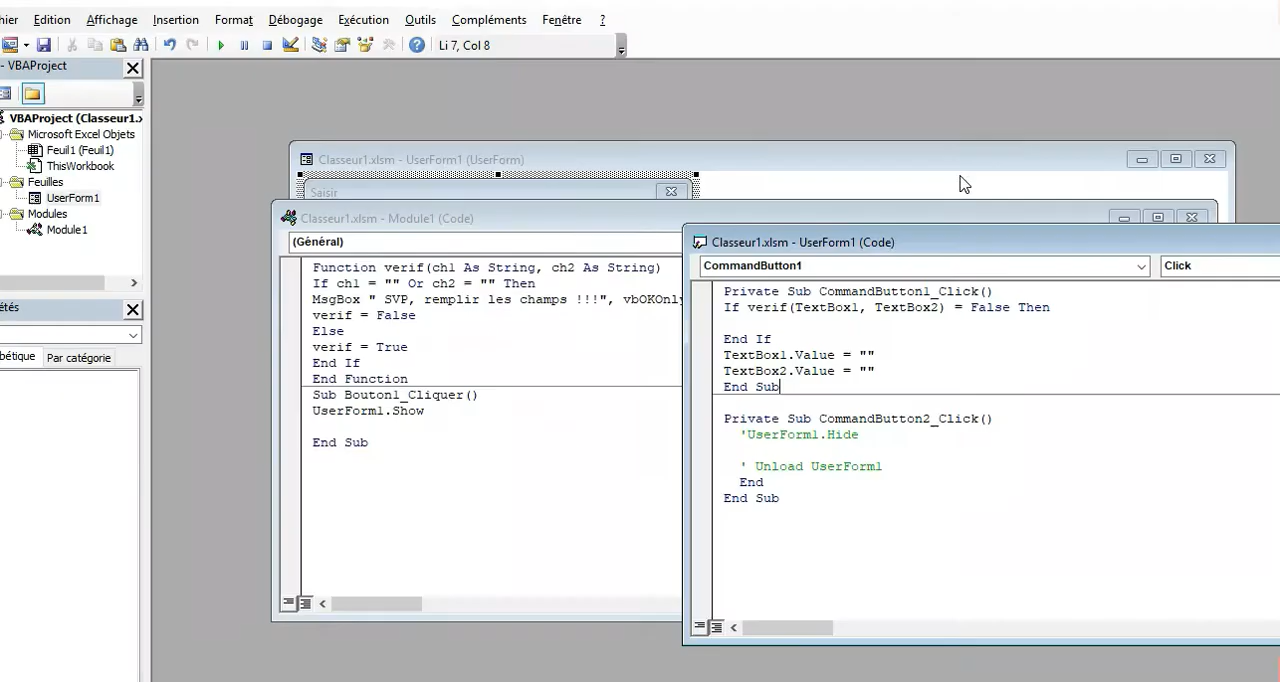 hier Edition Affichage Insertion Format Débogage Exécution Outils Compléments Fenêtre ?
Li 7, Col 8
- VBAProject
VBAProject (Classeur1.x
Microsoft Excel Objets
Feuil1 (Feuil1)
ThisWorkbook
Feuilles
UserForm1
Modules
Module1
étés
bétique Par catégorie
Classeur1.xlsm - UserForm1 (UserForm)
Saisir
Classeur1.xlsm - Module1 (Code)
(Général)
Function verif(ch1 As String, ch2 As String)
If ch1 = "" Or ch2 = "" Then
MsgBox " SVP, remplir les champs !!!", vbOKOnly
verif = False
Else
verif = True
End If
End Function
Sub Bouton1_Cliquer()
UserForm1.Show
End Sub
Classeur1.xlsm - UserForm1 (Code)
CommandButton1 Click
Private Sub CommandButton1_Click()
If verif(TextBox1, TextBox2) = False Then
End If
TextBox1.Value = ""
TextBox2.Value = ""
End Sub
Private Sub CommandButton2_Click()
'UserForm1.Hide
' Unload UserForm1
End
End Sub